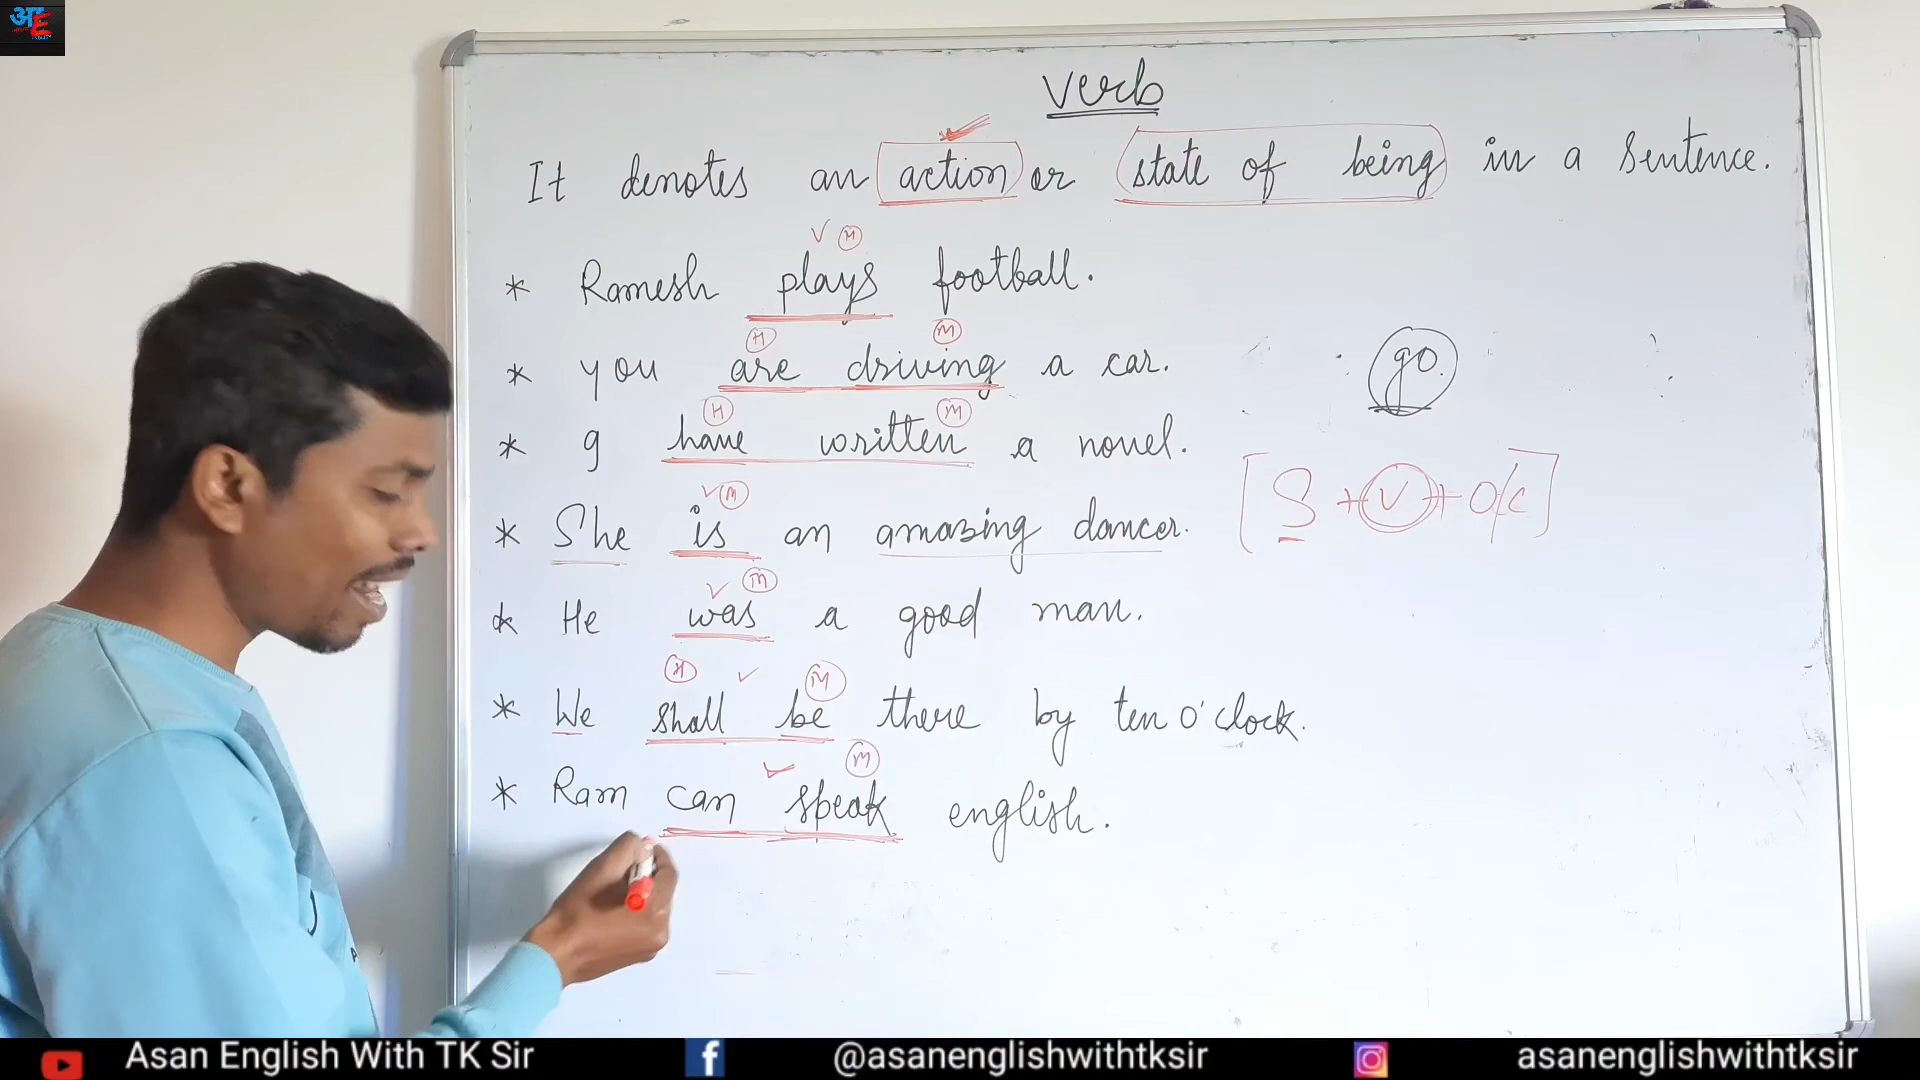 अE
Verb
It denotes an action or state of being in a sentence.
V M
* Ramesh plays football.
H M
* you are driving a car.
go.
H M
* I have written a novel.
[S + V + O/C]
M
* She is an amazing dancer.
M
* He was a good man.
H M
* We shall be there by ten o'clock.
M
* Ram can speak english.
Asan English With TK Sir
f @asanenglishwithtksir
asanenglishwithtksir